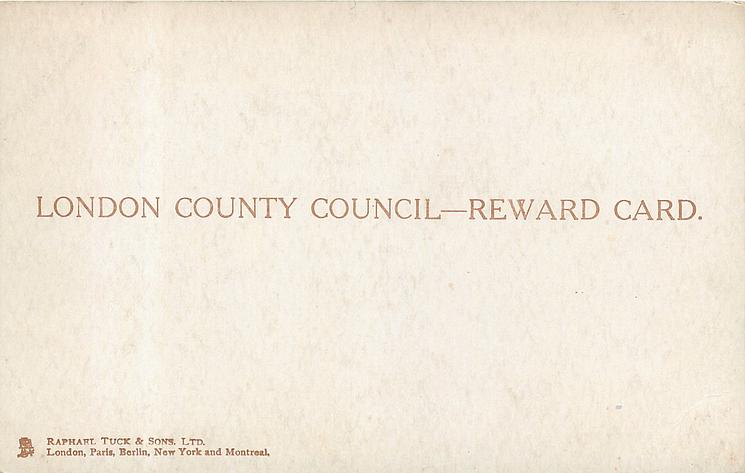 LONDON COUNTY COUNCIL—REWARD CARD.
RAPHAEL TUCK & SONS. LTD.
London, Paris, Berlin, New York and Montreal.